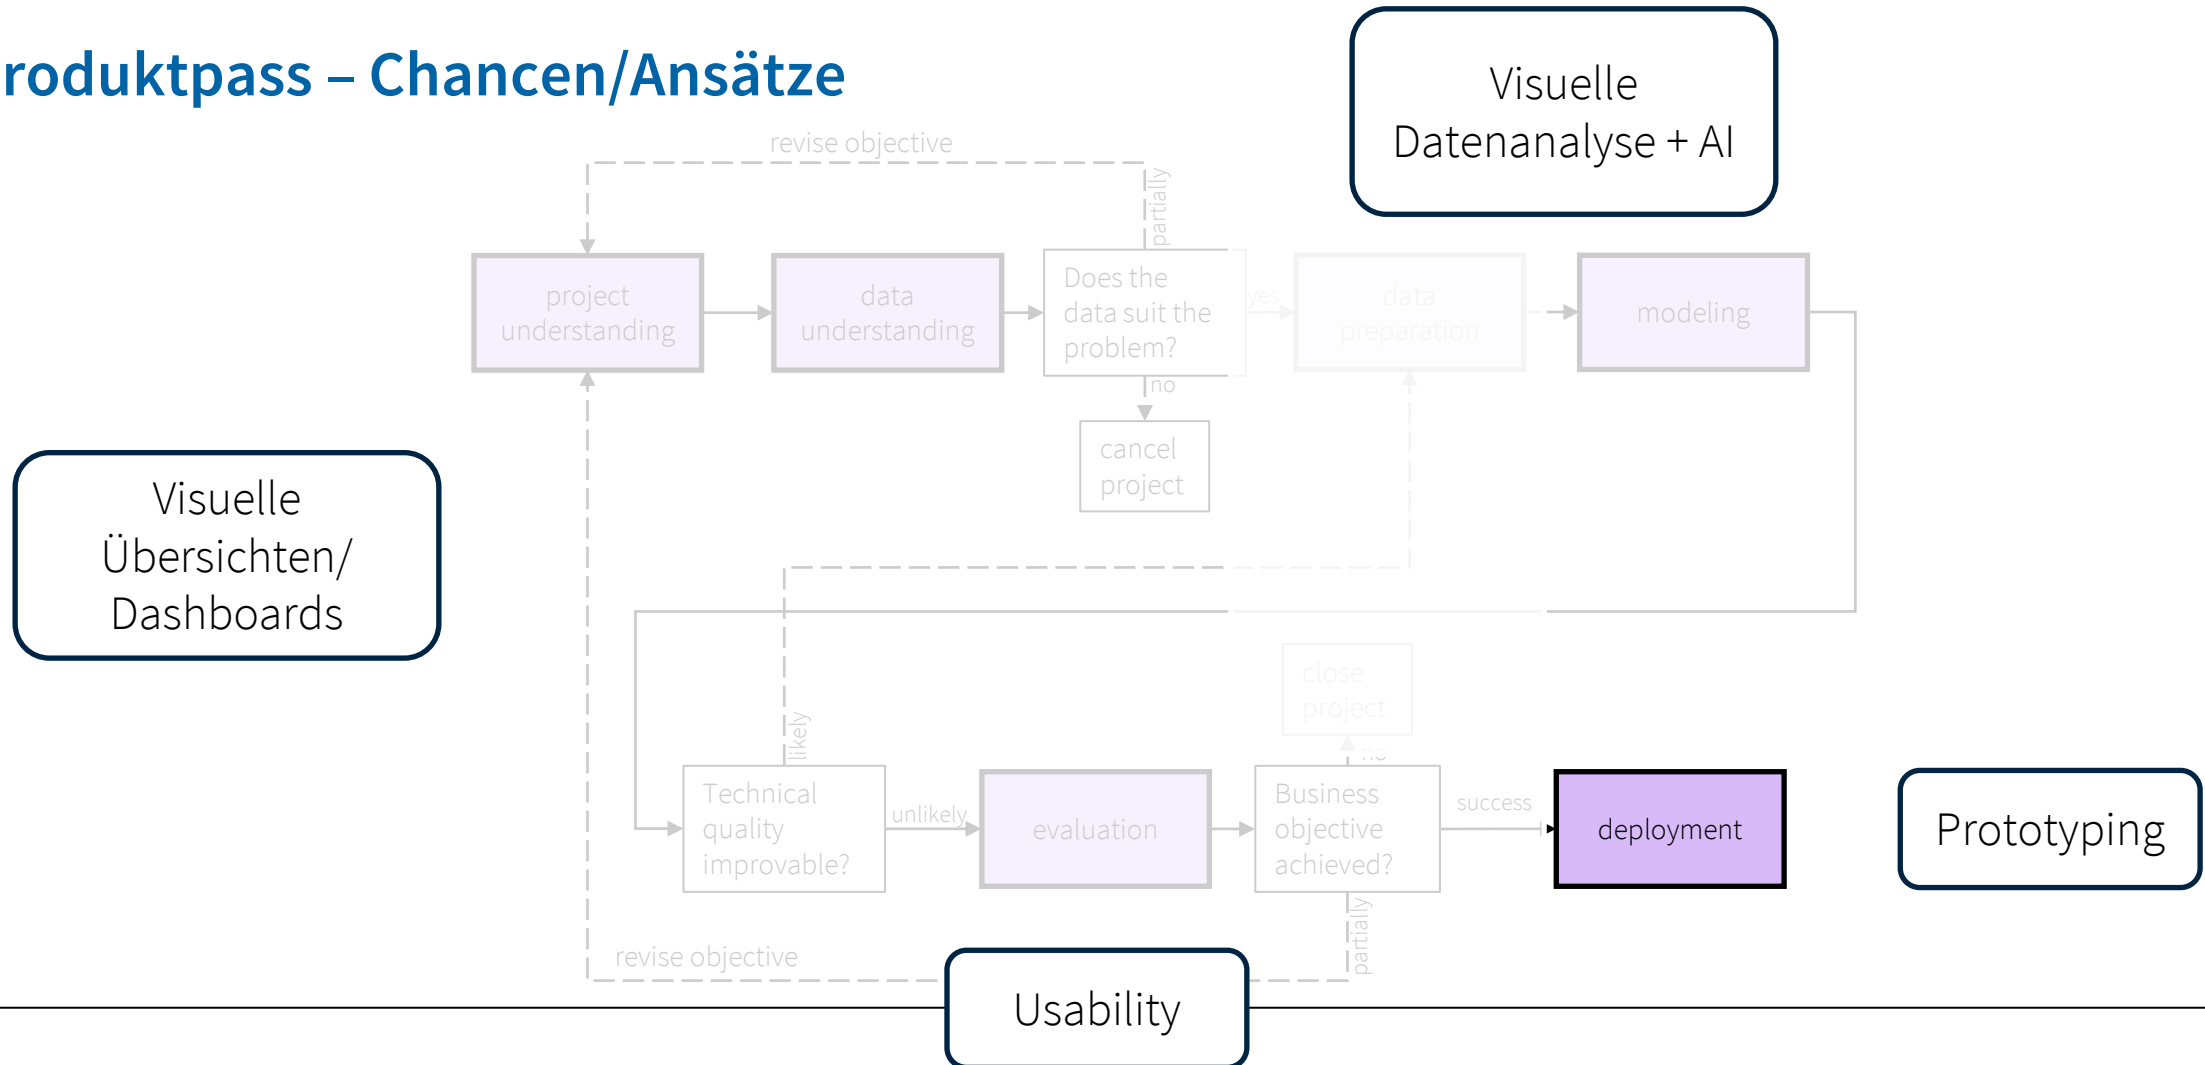 roduktpass – Chancen/Ansätze
Visuelle
Datenanalyse + AI
revise objective
partially
project
understanding
data
understanding
Does the
data suit the
problem?
yes
data
preparation
modeling
no
cancel
project
Visuelle
Übersichten/
Dashboards
close
project
likely
no
Technical
quality
improvable?
unlikely
evaluation
Business
objective
achieved?
success
deployment
Prototyping
partially
revise objective
Usability